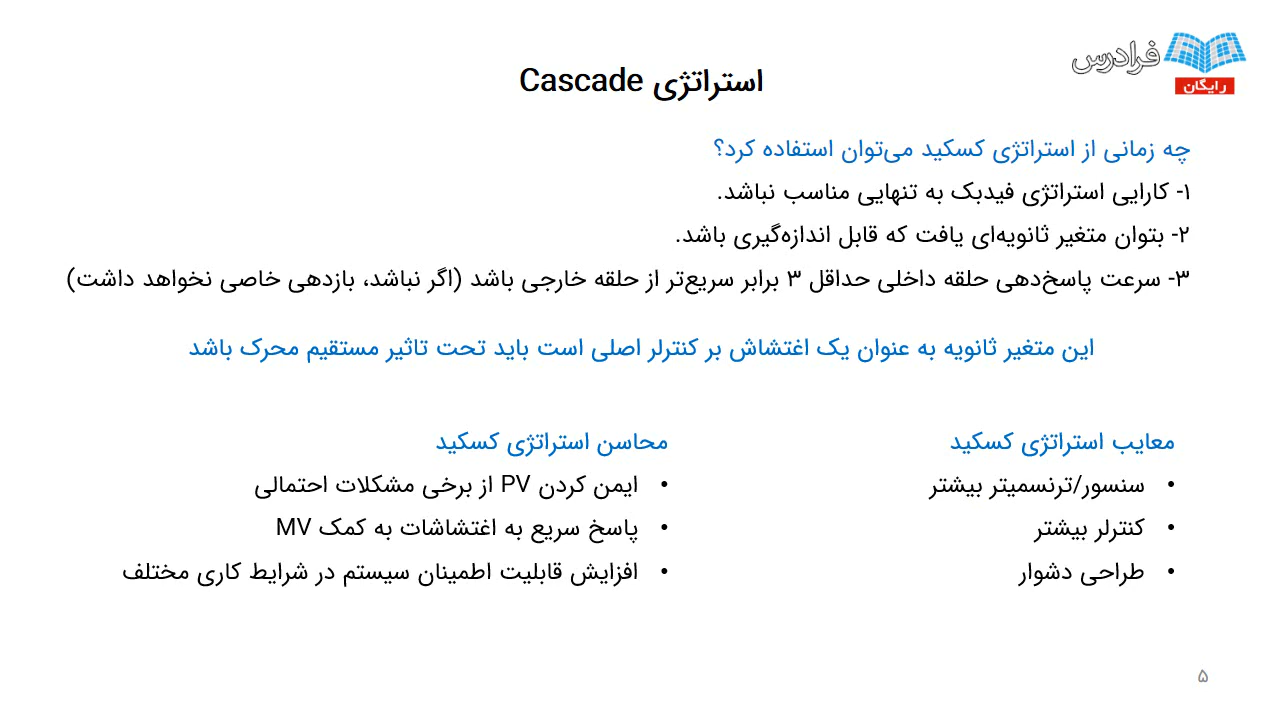 فرادرس
رایگان
استراتژی Cascade
چه زمانی از استراتژی کسکید می‌توان استفاده کرد؟
۱- کارایی استراتژی فیدبک به تنهایی مناسب نباشد.
۲- بتوان متغیر ثانویه‌ای یافت که قابل اندازه‌گیری باشد.
۳- سرعت پاسخ‌دهی حلقه داخلی حداقل ۳ برابر سریع‌تر از حلقه خارجی باشد (اگر نباشد، بازدهی خاصی نخواهد داشت)
این متغیر ثانویه به عنوان یک اغتشاش بر کنترلر اصلی است باید تحت تاثیر مستقیم محرک باشد
معایب استراتژی کسکید
• سنسور/ترنسمیتر بیشتر
• کنترلر بیشتر
• طراحی دشوار
محاسن استراتژی کسکید
• ایمن کردن PV از برخی مشکلات احتمالی
• پاسخ سریع به اغتشاشات به کمک MV
• افزایش قابلیت اطمینان سیستم در شرایط کاری مختلف
۵